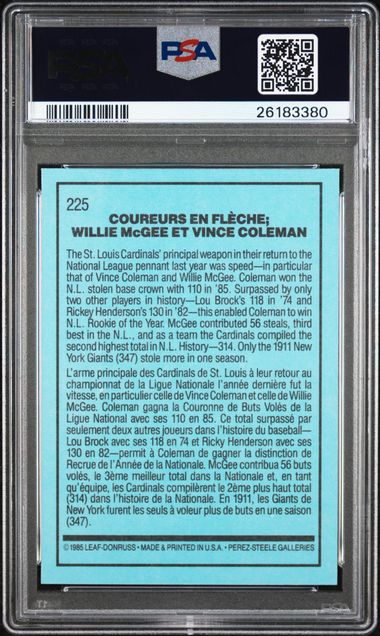 PSA
PSA
26183380
225
COUREURS EN FLÈCHE;
WILLIE McGEE ET VINCE COLEMAN
The St. Louis Cardinals' principal weapon in their return to the
National League pennant last year was speed—in particular
that of Vince Coleman and Willie McGee. Coleman won the
N.L. stolen base crown with 110 in '85. Surpassed by only
two other players in history—Lou Brock's 118 in '74 and
Rickey Henderson's 130 in '82—this enabled Coleman to win
N.L. Rookie of the Year. McGee contributed 56 steals, third
best in the N.L., and as a team the Cardinals compiled the
second highest total in N.L. History—314. Only the 1911 New
York Giants (347) stole more in one season.
L'arme principale des Cardinals de St. Louis à leur retour au
championnat de la Ligue Nationale l'année dernière fut la
vitesse, en particulier celle de Vince Coleman et celle de Willie
McGee. Coleman gagna la Couronne de Buts Volés de la
Ligue National avec ses 110 en 85. Ce total surpassé par
seulement deux autres joueurs dans l'histoire du baseball—
Lou Brock avec ses 118 en 74 et Ricky Henderson avec ses
130 en 82—permit à Coleman de gagner la distinction de
Recrue de l'Année de la Nationale. McGee contribua 56 buts
volés, le 3ème meilleur total dans la Nationale et, en tant
qu'équipe, les Cardinals compilèrent le 2ème plus haut total
(314) dans l'histoire de la Nationale. En 1911, les Giants de
New York furent les seuls à voleur plus de buts en une saison
(347).
© 1985 LEAF-DONRUSS • MADE & PRINTED IN U.S.A. • PEREZ-STEELE GALLERIES